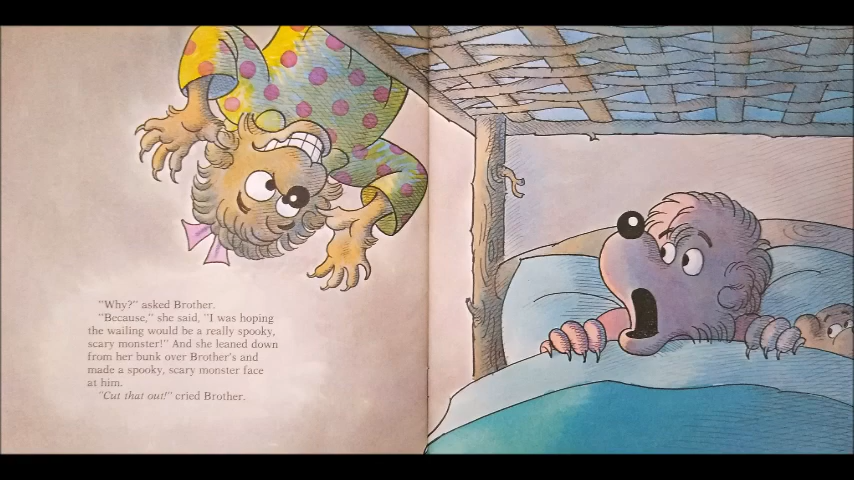 "Why?" asked Brother.
"Because," she said, "I was hoping
the wailing would be a really spooky,
scary monster!" And she leaned down
from her bunk over Brother's and
made a spooky, scary monster face
at him.
"Cut that out!" cried Brother.